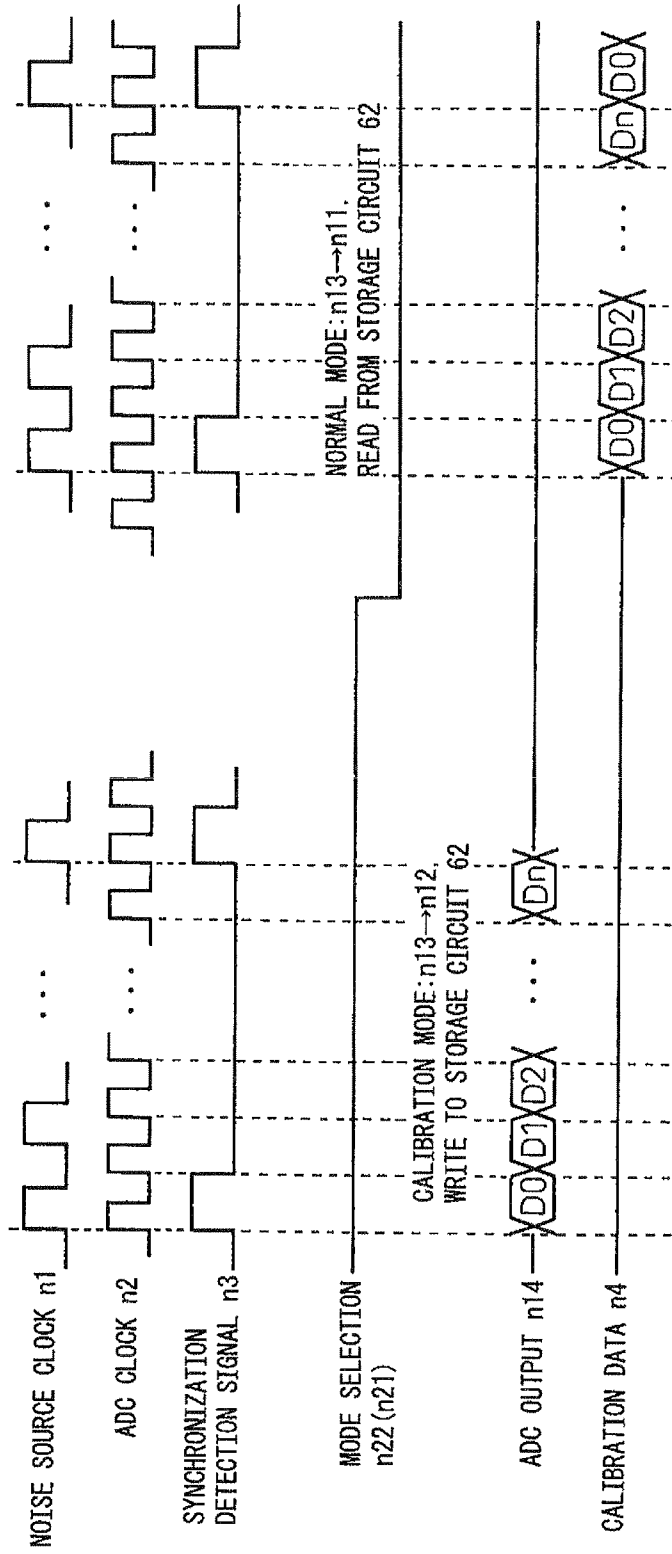 NOISE SOURCE CLOCK n1
ADC CLOCK n2
SYNCHRONIZATION
DETECTION SIGNAL n3
MODE SELECTION
n22(n21)
CALIBRATION MODE:n13→n12,
WRITE TO STORAGE CIRCUIT 62
NORMAL MODE:n13→n11,
READ FROM STORAGE CIRCUIT 62
ADC OUTPUT n14
D0 D1 D2 ... Dn
CALIBRATION DATA n4
D0 D1 D2 ... Dn D0